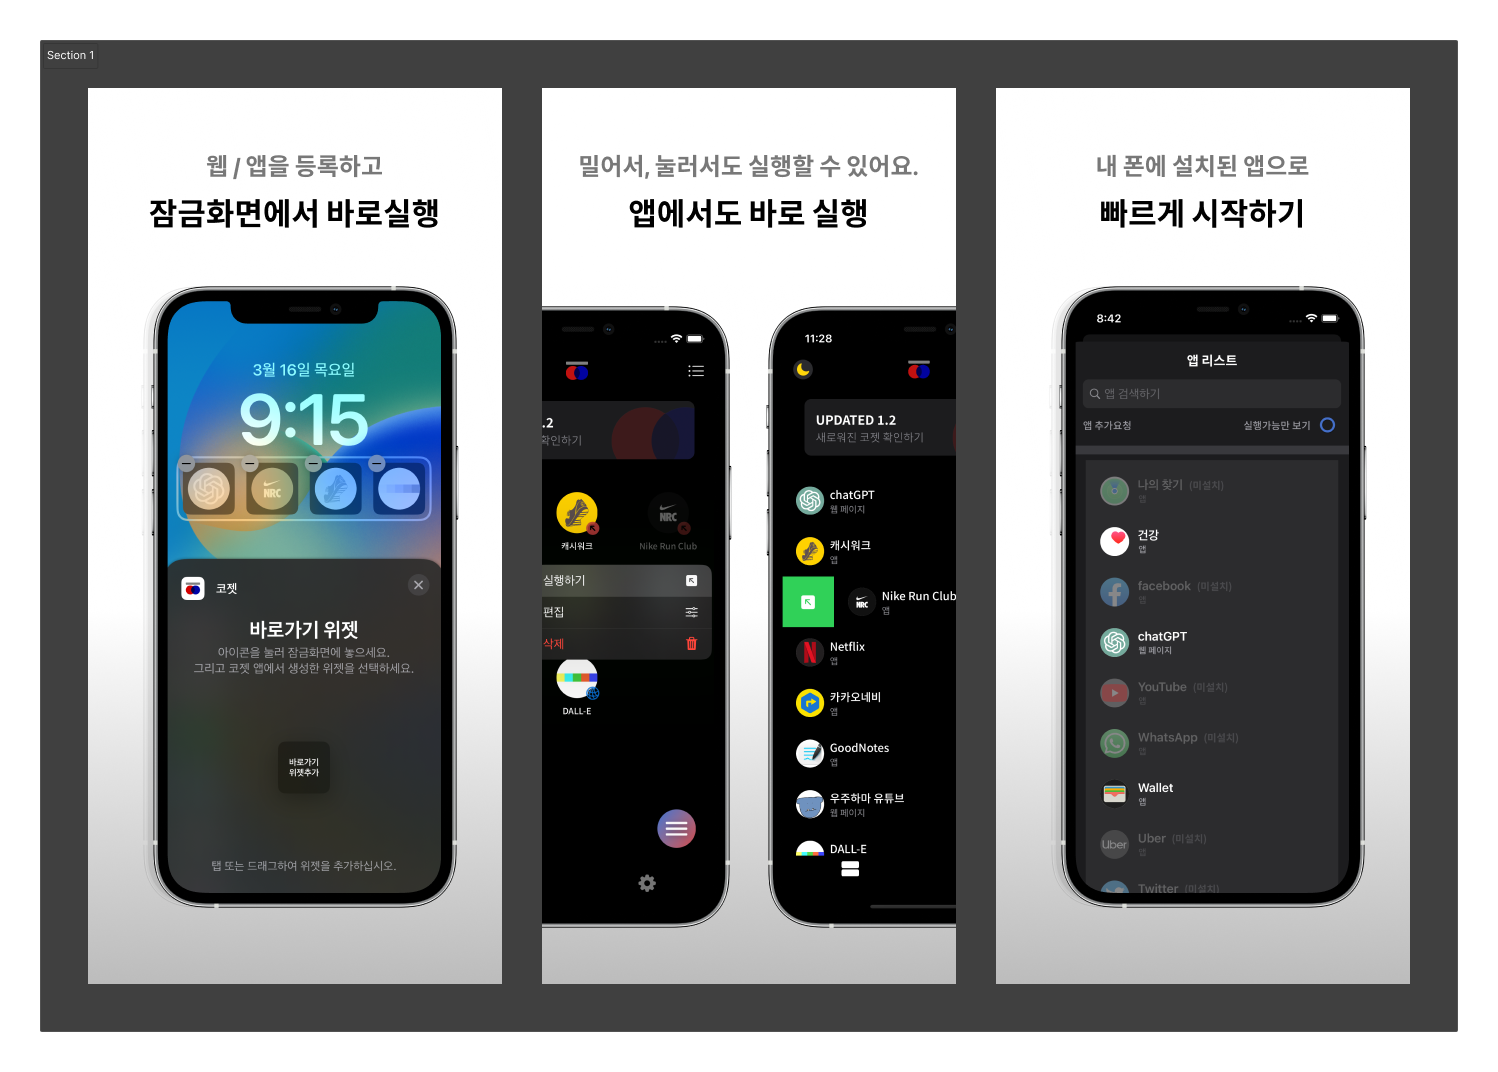 Section 1
웹 / 앱을 등록하고
잠금화면에서 바로실행
3월 16일 목요일
9:15
NRC
코젯
바로가기 위젯
아이콘을 눌러 잠금화면에 놓으세요.
그리고 코젯 앱에서 생성한 위젯을 선택하세요.
바로가기
위젯추가
탭 또는 드래그하여 위젯을 추가하십시오.
밀어서, 눌러서도 실행할 수 있어요.
앱에서도 바로 실행
.2
확인하기
NRC
캐시워크
Nike Run Club
실행하기
편집
삭제
DALL-E
11:28
UPDATED 1.2
새로워진 코젯 확인하기
chatGPT
웹 페이지
캐시워크
앱
NRC
Nike Run Club
앱
Netflix
앱
카카오네비
앱
GoodNotes
앱
우주하마 유튜브
웹 페이지
DALL-E
내 폰에 설치된 앱으로
빠르게 시작하기
8:42
앱 리스트
앱 검색하기
앱 추가요청
실행가능만 보기
나의 찾기 (미설치)
앱
건강
앱
facebook (미설치)
앱
chatGPT
웹 페이지
YouTube (미설치)
앱
WhatsApp (미설치)
앱
Wallet
앱
Uber
Uber (미설치)
앱
Twitter (미설치)